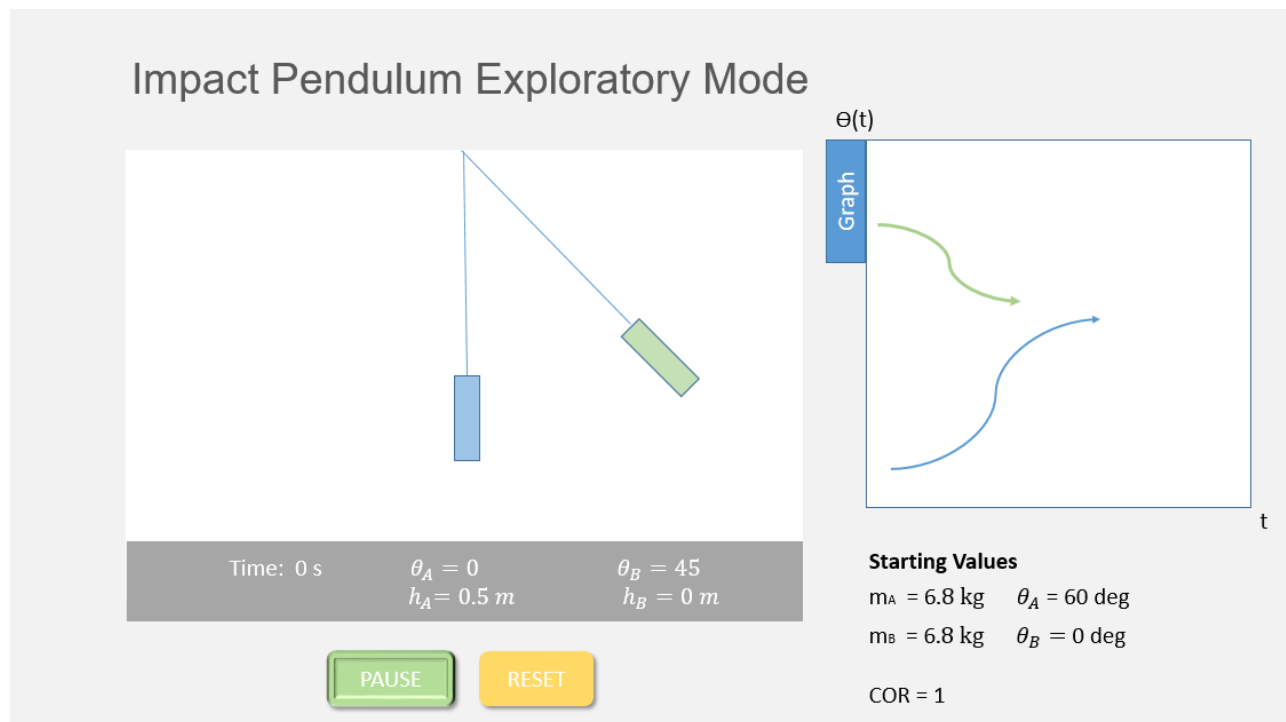 Impact Pendulum Exploratory Mode
Ɵ(t)
Graph
t
Time: 0 s
θ_A = 0
θ_B = 45
h_A= 0.5 m
h_B = 0 m
PAUSE
RESET
Starting Values
mA = 6.8 kg θ_A = 60 deg
mB = 6.8 kg θ_B = 0 deg
COR = 1